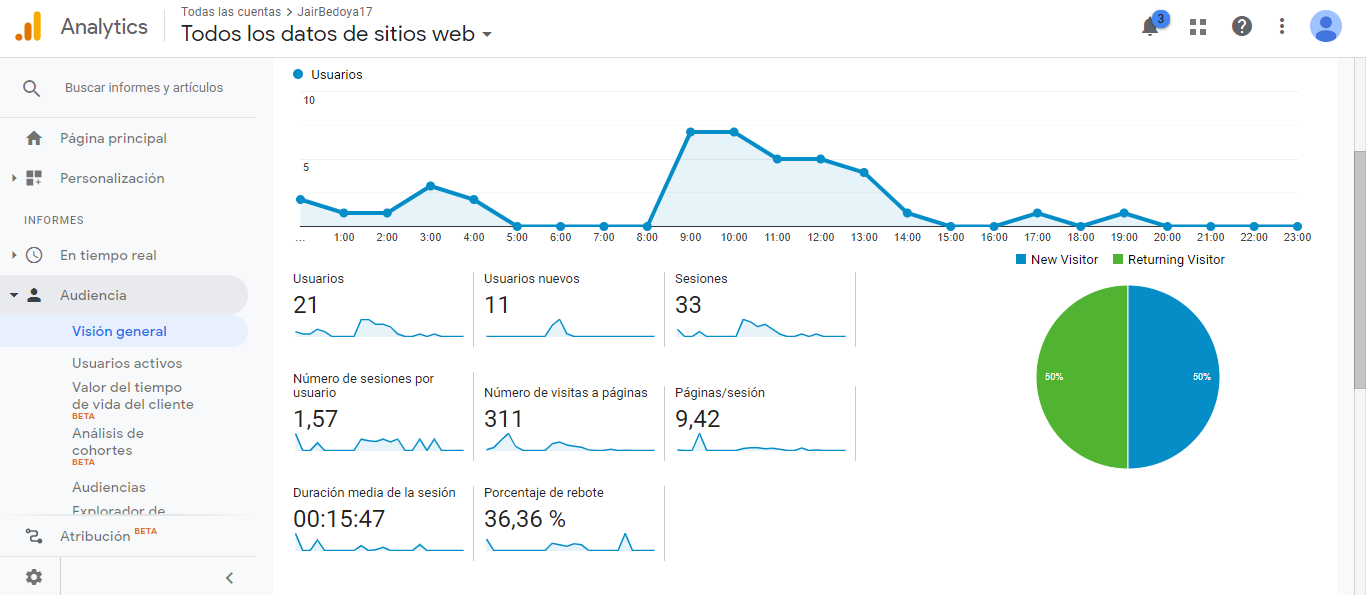 Analytics
Todas las cuentas > JairBedoya17
Todos los datos de sitios web
3
Buscar informes y artículos
Página principal
Personalización
INFORMES
En tiempo real
Audiencia
Visión general
Usuarios activos
Valor del tiempo
de vida del cliente
BETA
Análisis de
cohortes
BETA
Audiencias
Explorador de
Atribución BETA
Usuarios
10
5
... 1:00 2:00 3:00 4:00 5:00 6:00 7:00 8:00 9:00 10:00 11:00 12:00 13:00 14:00 15:00 16:00 17:00 18:00 19:00 20:00 21:00 22:00 23:00
New Visitor Returning Visitor
Usuarios
21
Usuarios nuevos
11
Sesiones
33
Número de sesiones por
usuario
1,57
Número de visitas a páginas
311
Páginas/sesión
9,42
Duración media de la sesión
00:15:47
Porcentaje de rebote
36,36 %
50% 50%